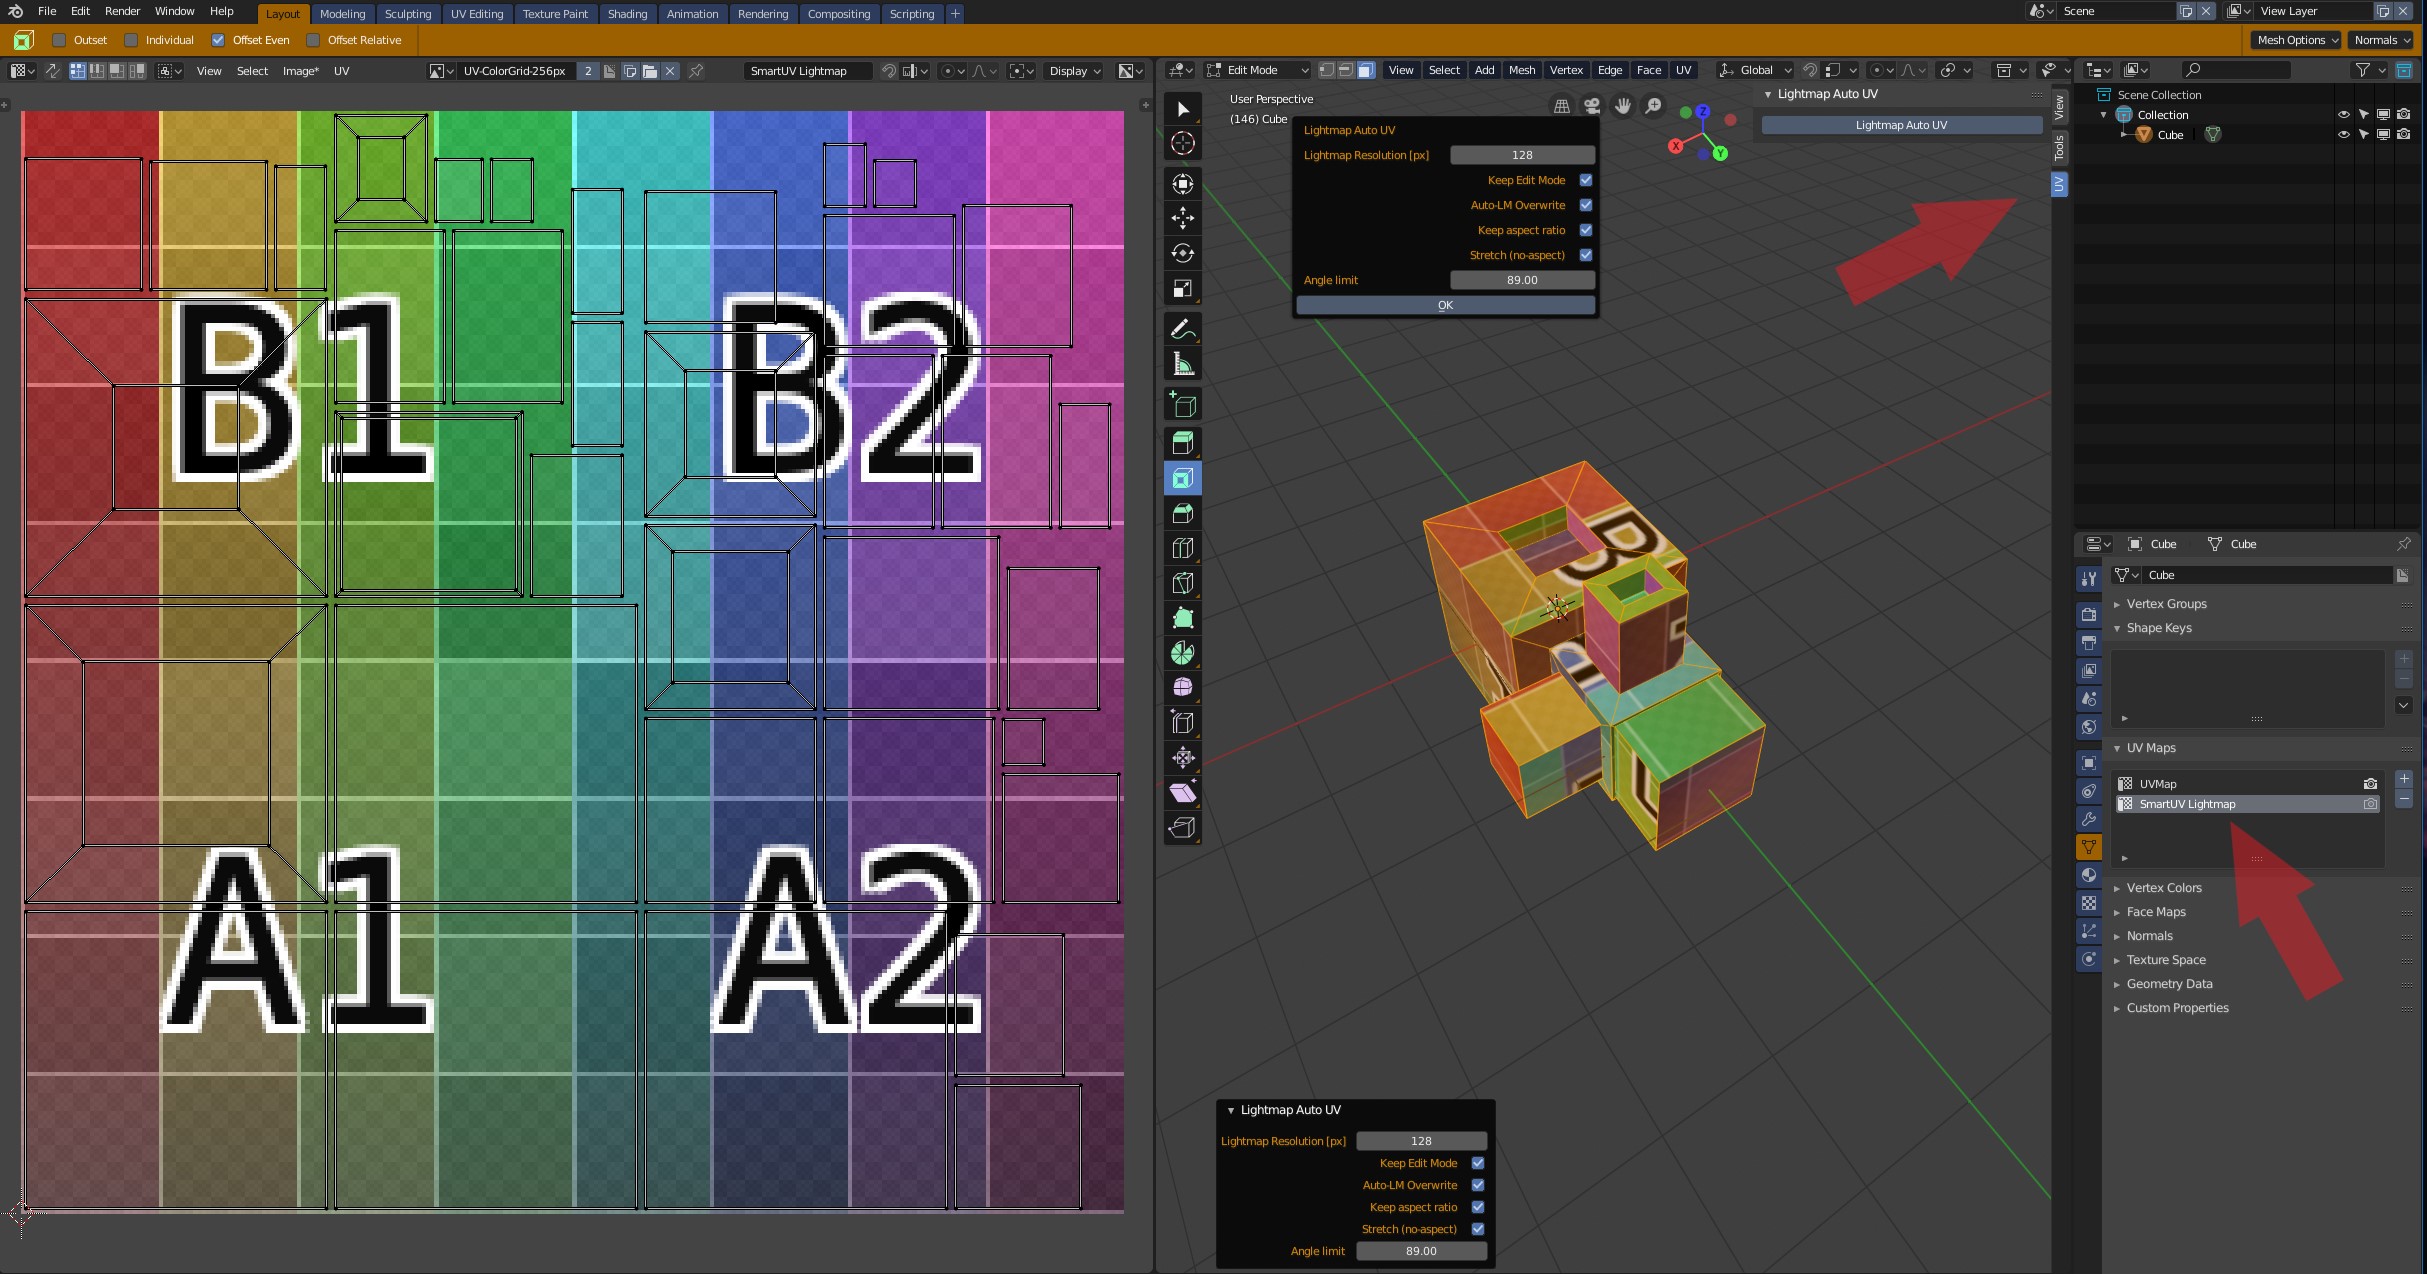 File Edit Render Window Help Layout Modeling Sculpting UV Editing Texture Paint Shading Animation Rendering Compositing Scripting + Scene View Layer
Outset Individual Offset Even Offset Relative Mesh Options Normals
View Select Image* UV UV-ColorGrid-256px 2 SmartUV Lightmap Display
Edit Mode View Select Add Mesh Vertex Edge Face UV Global
User Perspective
(146) Cube
Lightmap Auto UV
Lightmap Resolution [px] 128
Keep Edit Mode
Auto-LM Overwrite
Keep aspect ratio
Stretch (no-aspect)
Angle limit 89.00
OK
Z
X
Y
Lightmap Auto UV
Lightmap Auto UV
View
Tools
UV
B1 B2
A1 A2
B
Lightmap Auto UV
Lightmap Resolution [px] 128
Keep Edit Mode
Auto-LM Overwrite
Keep aspect ratio
Stretch (no-aspect)
Angle limit 89.00
Scene Collection
Collection
Cube
Cube Cube
Cube
Vertex Groups
Shape Keys
UV Maps
UVMap
SmartUV Lightmap
Vertex Colors
Face Maps
Normals
Texture Space
Geometry Data
Custom Properties